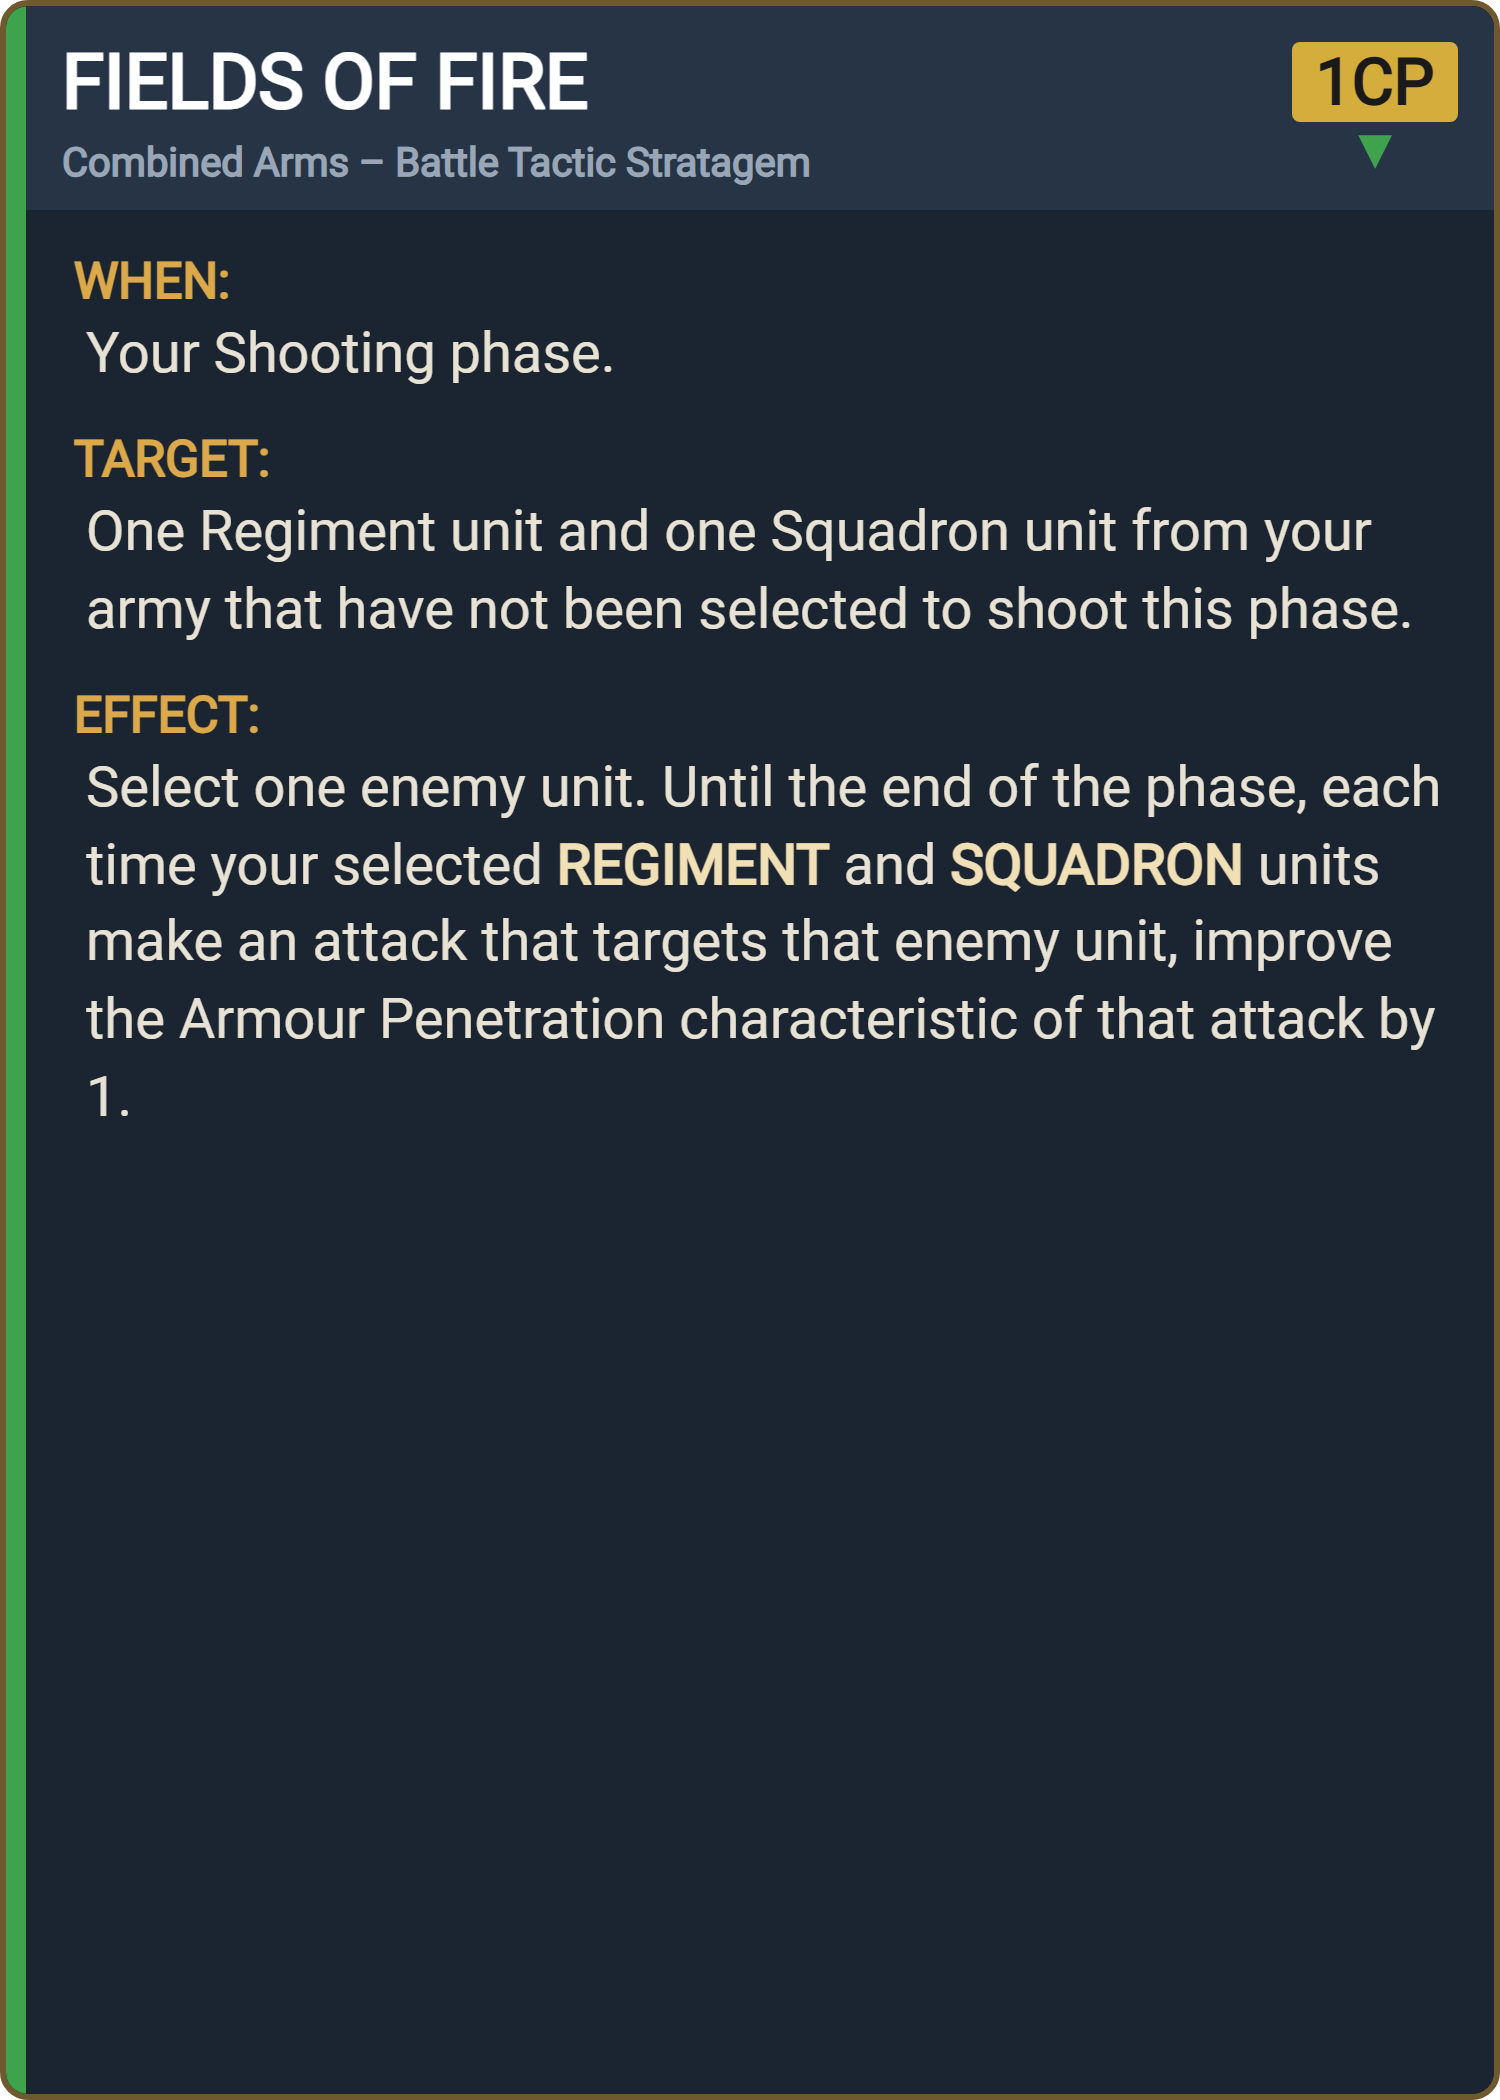 FIELDS OF FIRE
1CP
Combined Arms – Battle Tactic Stratagem
WHEN:
Your Shooting phase.
TARGET:
One Regiment unit and one Squadron unit from your
army that have not been selected to shoot this phase.
EFFECT:
Select one enemy unit. Until the end of the phase, each
time your selected REGIMENT and SQUADRON units
make an attack that targets that enemy unit, improve
the Armour Penetration characteristic of that attack by
1.